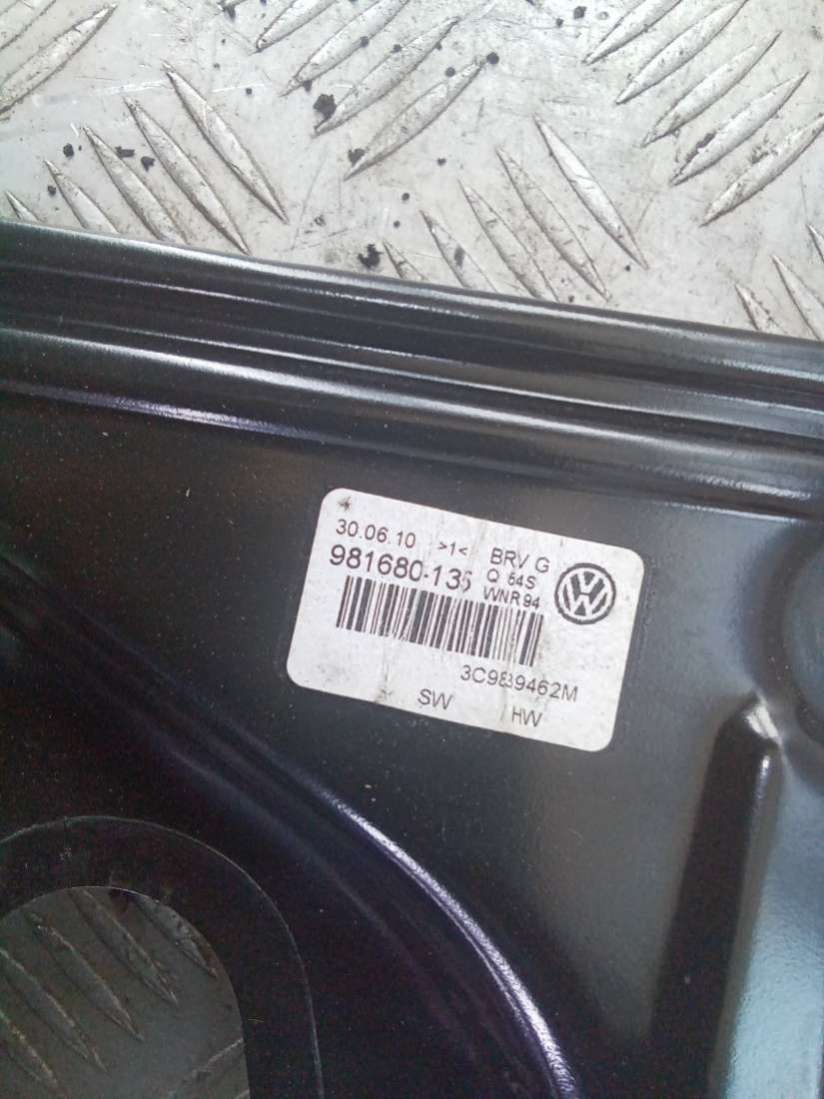 30.06.10 >1< BRV G
981680-135 Q 64S
WNR94
3C9839462M
SW HW